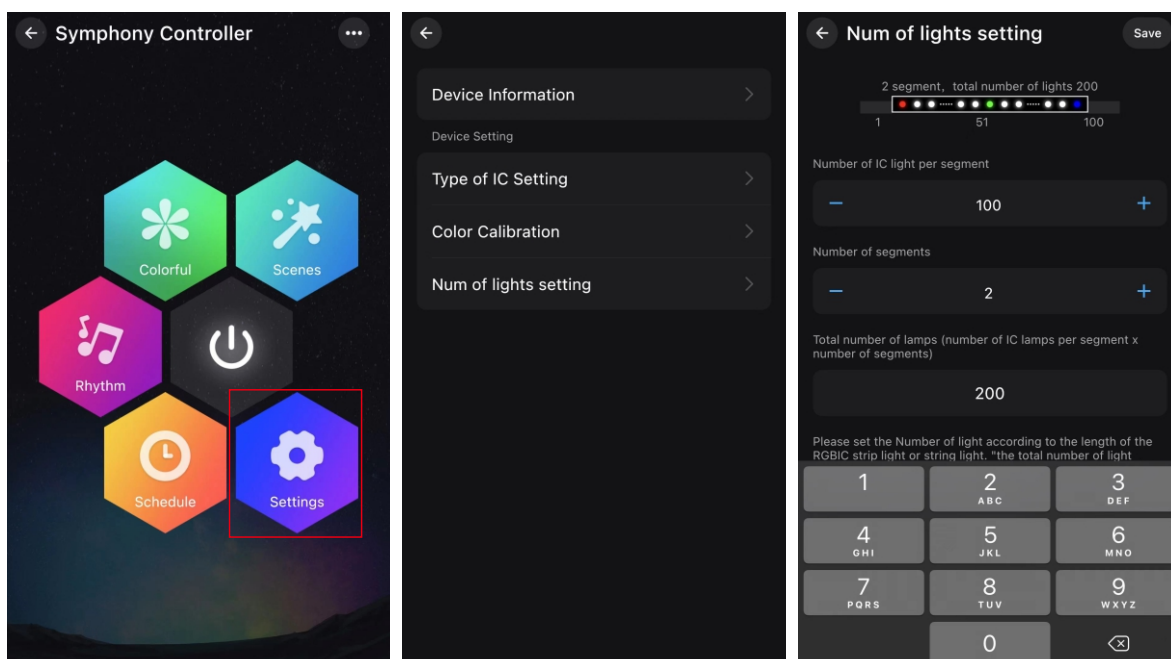 Symphony Controller
Colorful
Scenes
Rhythm
Schedule
Settings
Device Information
Device Setting
Type of IC Setting
Color Calibration
Num of lights setting
Num of lights setting
Save
2 segment, total number of lights 200
1 51 100
Number of IC light per segment
100
Number of segments
2
Total number of lamps (number of IC lamps per segment x
number of segments)
200
Please set the Number of light according to the length of the
RGBIC strip light or string light. "the total number of light
1 2 3
ABC DEF
4 5 6
GHI JKL MNO
7 8 9
PQRS TUV WXYZ
0